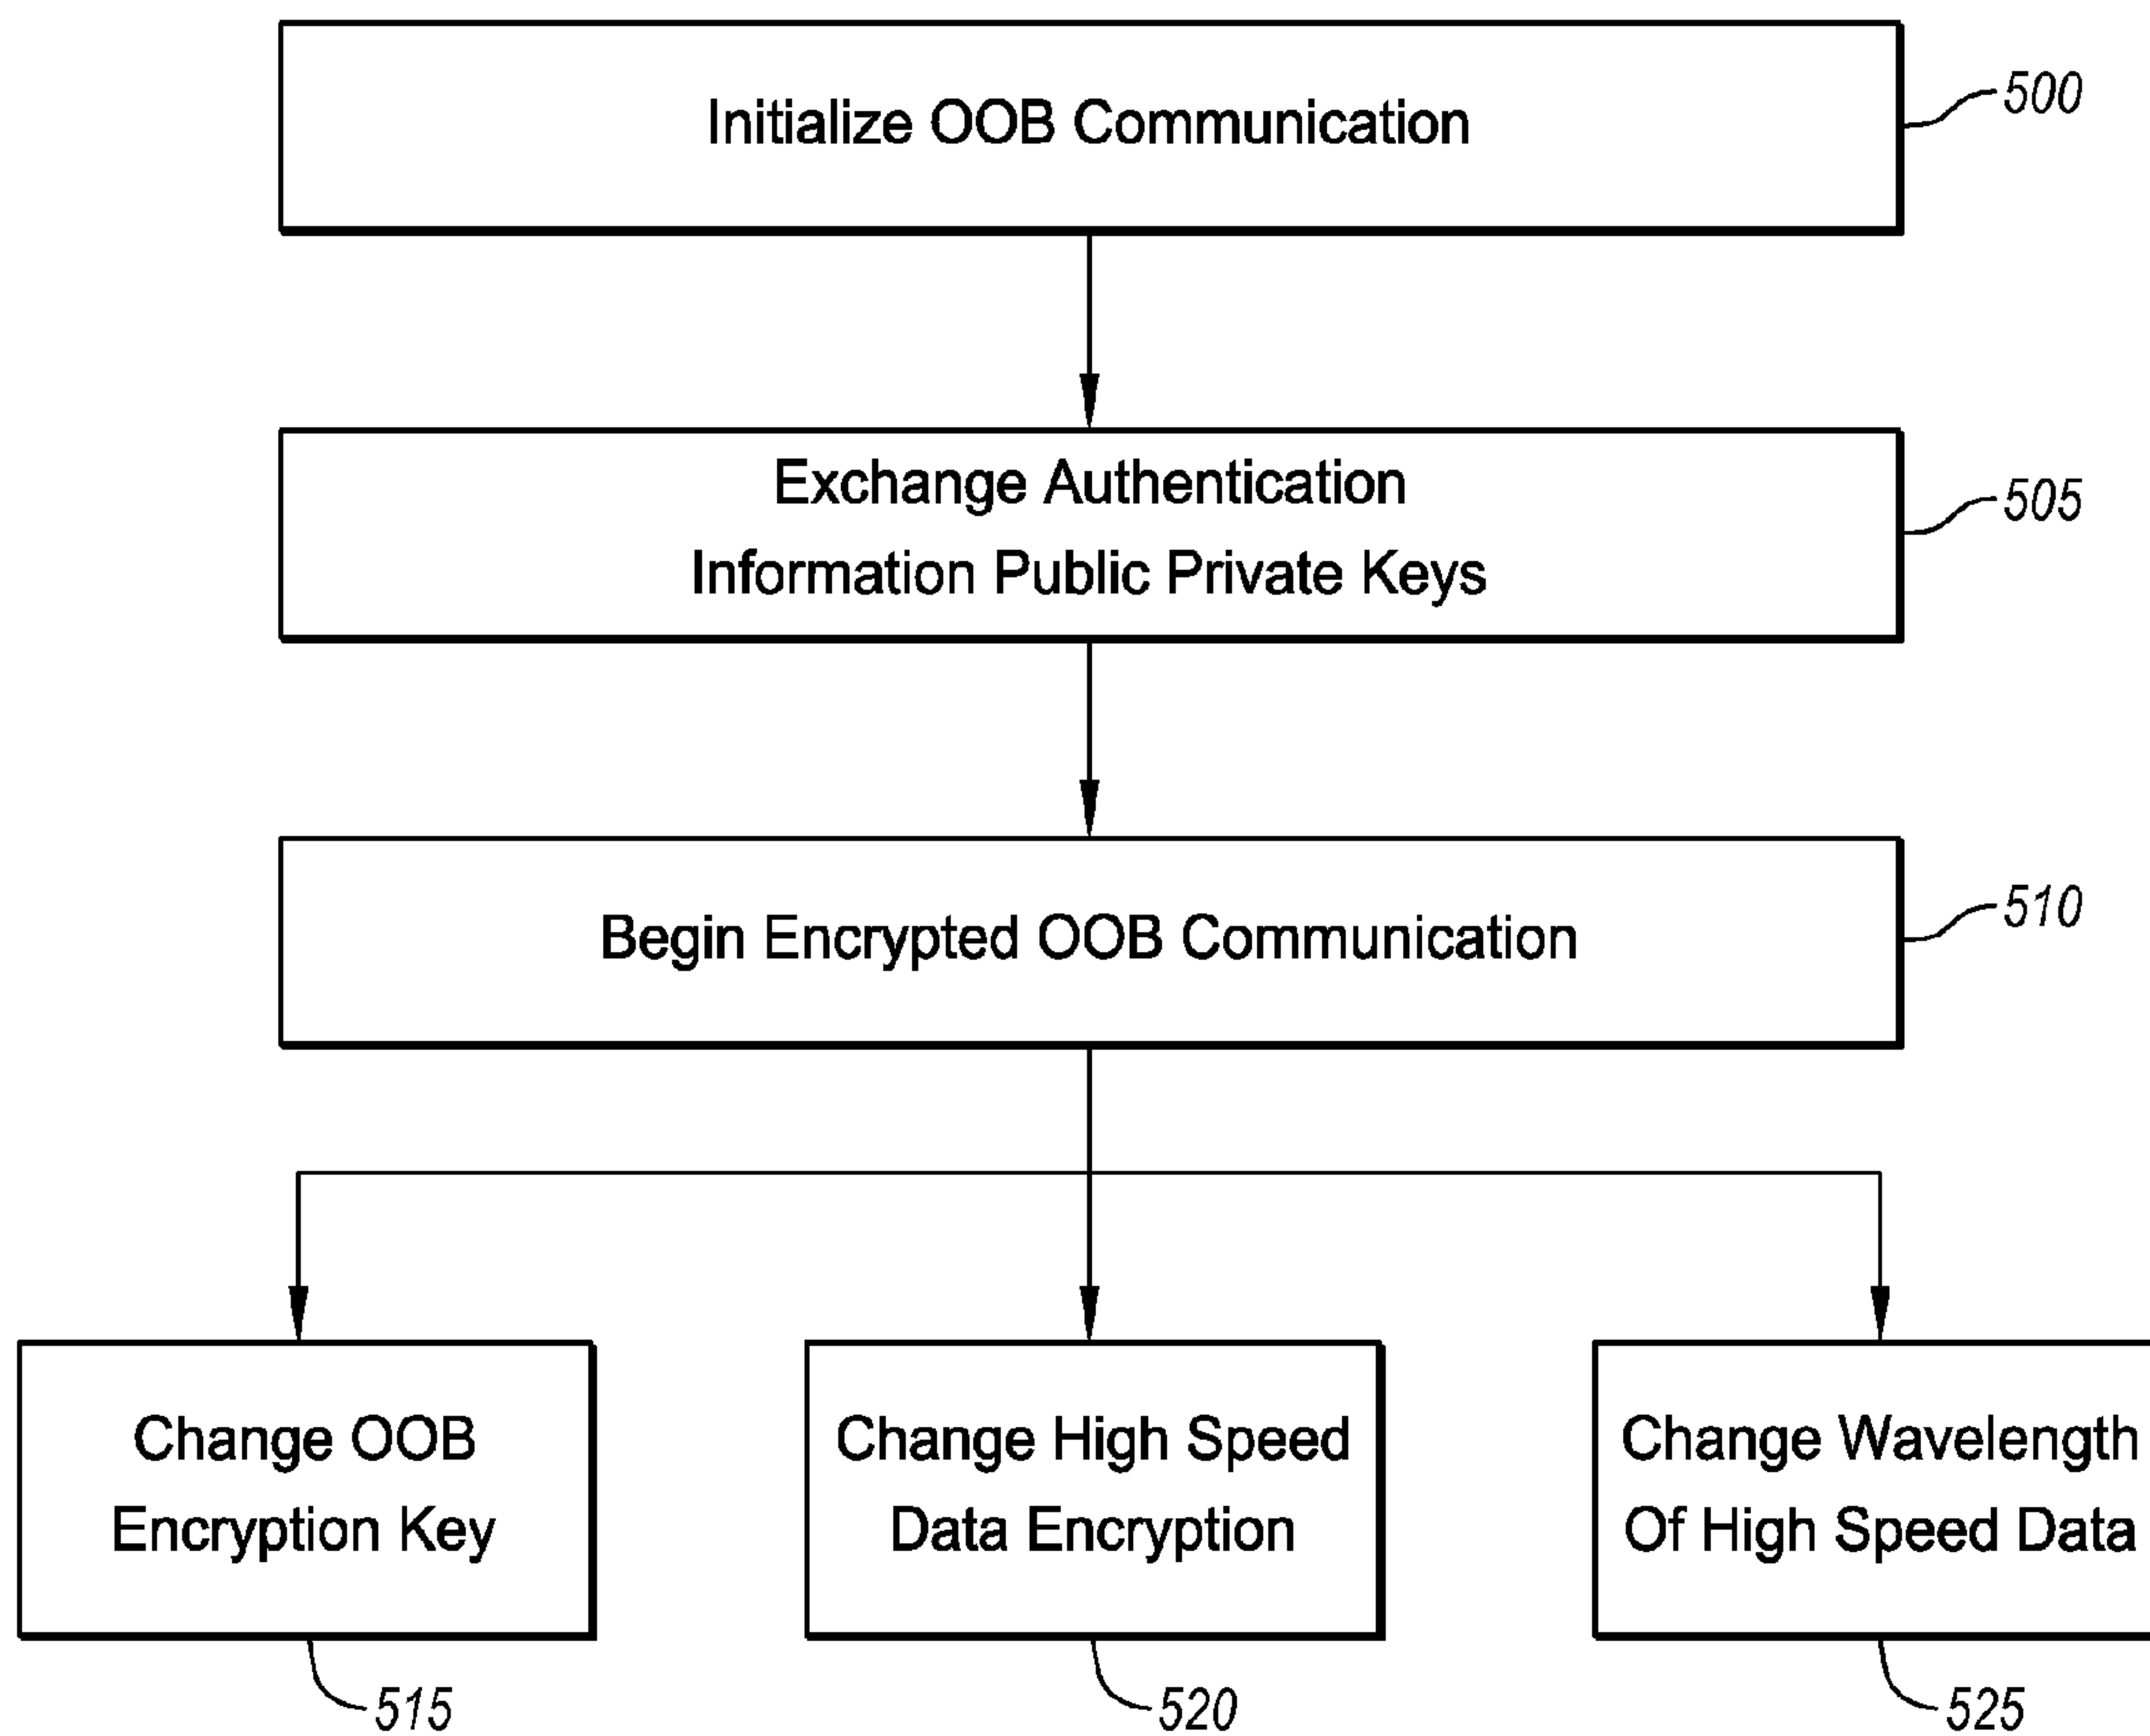 Initialize OOB Communication
500
Exchange Authentication
Information Public Private Keys
505
Begin Encrypted OOB Communication
510
Change OOB
Encryption Key
515
Change High Speed
Data Encryption
520
Change Wavelength
Of High Speed Data
525